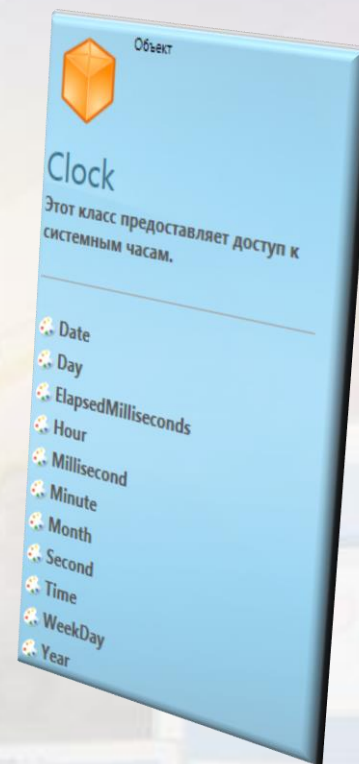 Объект
Clock
Этот класс предоставляет доступ к
системным часам.
Date
Day
ElapsedMilliseconds
Hour
Millisecond
Minute
Month
Second
Time
WeekDay
Year